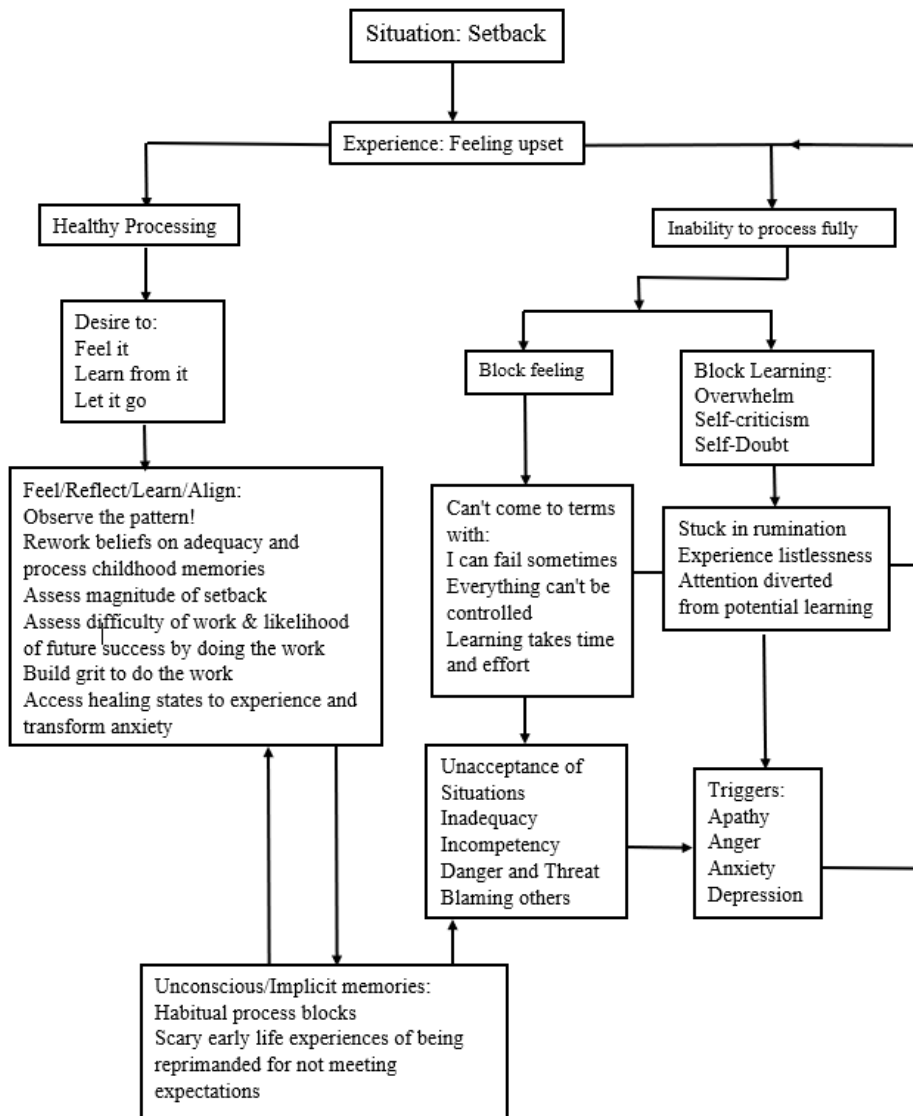 Situation: Setback
Experience: Feeling upset
Healthy Processing
Inability to process fully
Desire to:
Feel it
Learn from it
Let it go
Block feeling
Block Learning:
Overwhelm
Self-criticism
Self-Doubt
Feel/Reflect/Learn/Align:
Observe the pattern!
Rework beliefs on adequacy and
process childhood memories
Assess magnitude of setback
Assess difficulty of work & likelihood
of future success by doing the work
Build grit to do the work
Access healing states to experience and
transform anxiety
Can't come to terms
with:
I can fail sometimes
Everything can't be
controlled
Learning takes time
and effort
Stuck in rumination
Experience listlessness
Attention diverted
from potential learning
Unacceptance of
Situations
Inadequacy
Incompetency
Danger and Threat
Blaming others
Triggers:
Apathy
Anger
Anxiety
Depression
Unconscious/Implicit memories:
Habitual process blocks
Scary early life experiences of being
reprimanded for not meeting
expectations